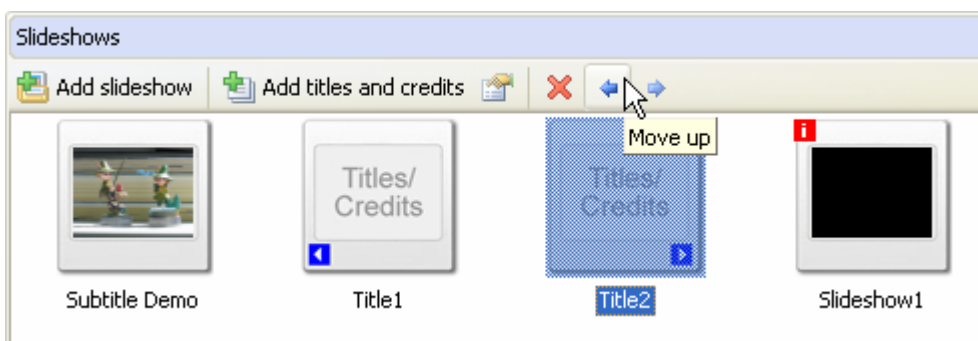 Slideshows
Add slideshow Add titles and credits
Move up
i
Titles/
Credits
Titles/
Credits
Subtitle Demo Title1 Title2 Slideshow1